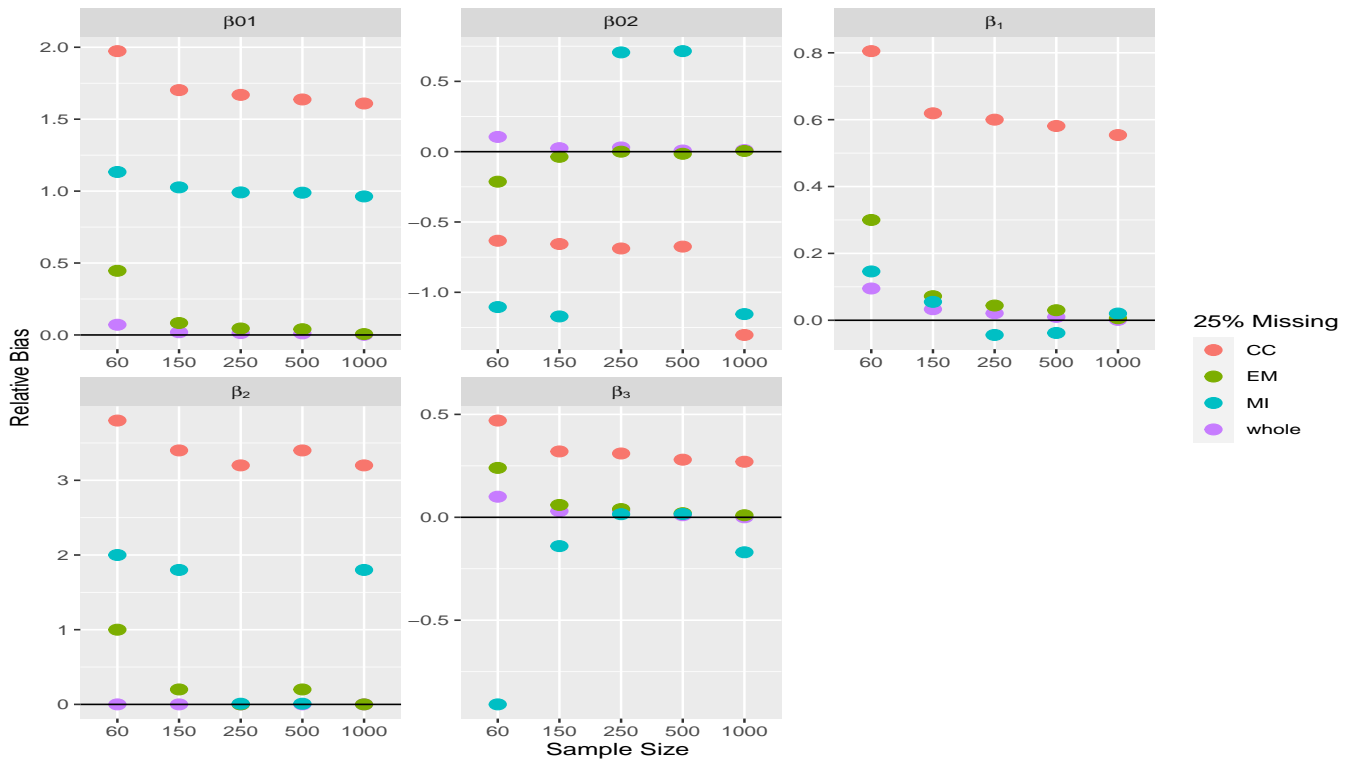 β01
β02
β₁
2.0
1.5
1.0
0.5
0.0
0.5
0.0
−0.5
−1.0
0.8
0.6
0.4
0.2
0.0
60 150 250 500 1000
60 150 250 500 1000
60 150 250 500 1000
β₂
β₃
3
2
1
0
0.5
0.0
−0.5
60 150 250 500 1000
60 150 250 500 1000
Relative Bias
Sample Size
25% Missing
CC
EM
MI
whole